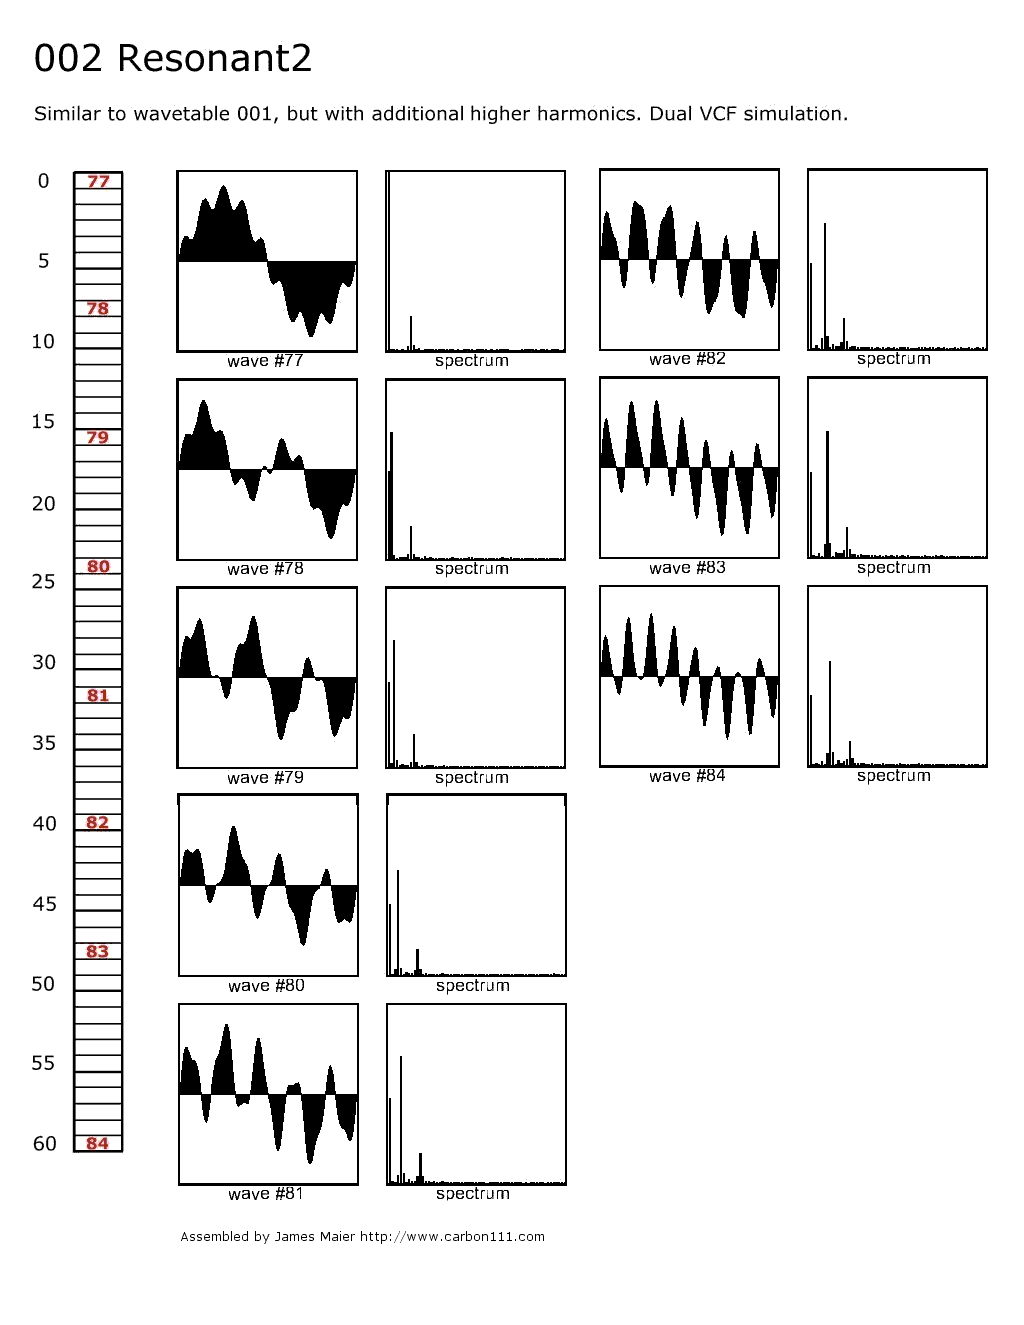 002 Resonant2
Similar to wavetable 001, but with additional higher harmonics. Dual VCF simulation.
0
77
5
78
10
15
79
20
80
25
30
81
35
40
82
45
83
50
55
60
84
wave #77
spectrum
wave #82
spectrum
wave #78
spectrum
wave #83
spectrum
wave #79
spectrum
wave #84
spectrum
wave #80
spectrum
wave #81
spectrum
Assembled by James Maier http://www.carbon111.com